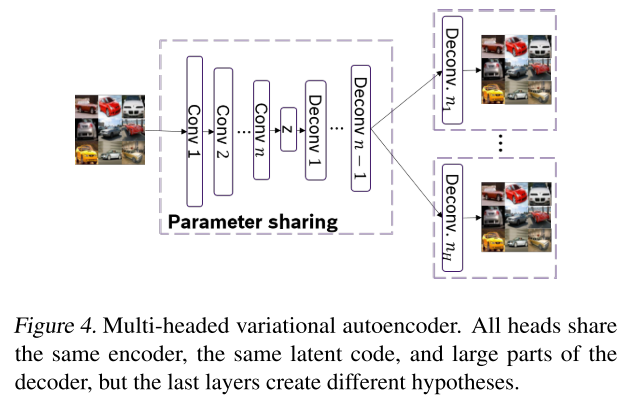 Conv 1
Conv 2
...
Conv n
z
Deconv 1
...
Deconv n − 1
Parameter sharing
Deconv. n₁
⋮
Deconv. n_H
Figure 4. Multi-headed variational autoencoder. All heads share
the same encoder, the same latent code, and large parts of the
decoder, but the last layers create different hypotheses.